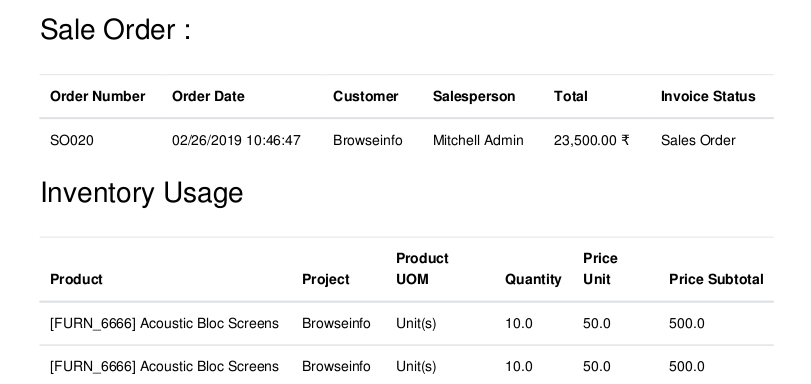 Sale Order :
Order Number Order Date Customer Salesperson Total Invoice Status
SO020 02/26/2019 10:46:47 Browseinfo Mitchell Admin 23,500.00 ₹ Sales Order
Inventory Usage
Product Project Product UOM Quantity Price Unit Price Subtotal
[FURN_6666] Acoustic Bloc Screens Browseinfo Unit(s) 10.0 50.0 500.0
[FURN_6666] Acoustic Bloc Screens Browseinfo Unit(s) 10.0 50.0 500.0